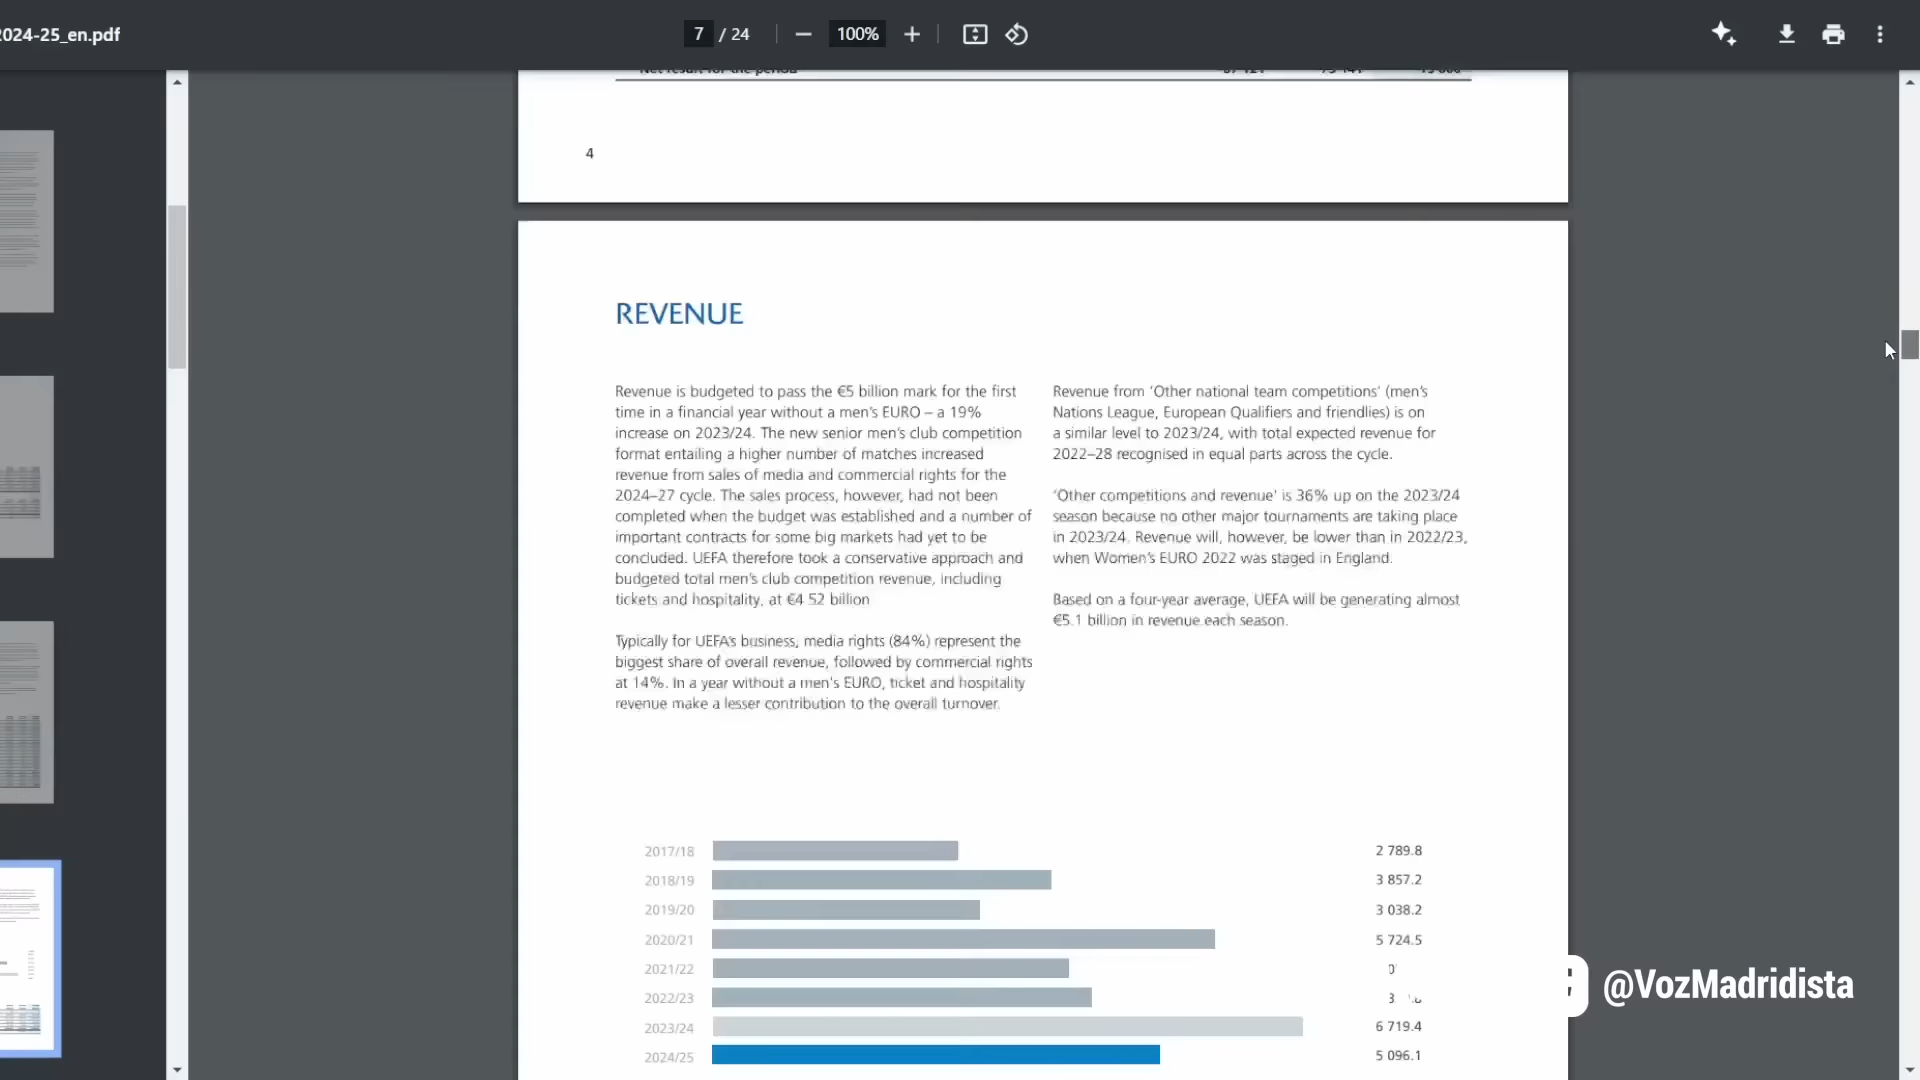 2024-25_en.pdf
7 / 24
100%
Net result for the period
4
REVENUE
Revenue is budgeted to pass the €5 billion mark for the first
time in a financial year without a men's EURO – a 19%
increase on 2023/24. The new senior men's club competition
format entailing a higher number of matches increased
revenue from sales of media and commercial rights for the
2024–27 cycle. The sales process, however, had not been
completed when the budget was established and a number of
important contracts for some big markets had yet to be
concluded. UEFA therefore took a conservative approach and
budgeted total men's club competition revenue, including
tickets and hospitality, at €4 52 billion
Typically for UEFA's business, media rights (84%) represent the
biggest share of overall revenue, followed by commercial rights
at 14%. In a year without a men's EURO, ticket and hospitality
revenue make a lesser contribution to the overall turnover.
Revenue from 'Other national team competitions' (men's
Nations League, European Qualifiers and friendlies) is on
a similar level to 2023/24, with total expected revenue for
2022–28 recognised in equal parts across the cycle.
'Other competitions and revenue' is 36% up on the 2023/24
season because no other major tournaments are taking place
in 2023/24. Revenue will, however, be lower than in 2022/23,
when Women's EURO 2022 was staged in England.
Based on a four-year average, UEFA will be generating almost
€5.1 billion in revenue each season.
2017/18 2 789.8
2018/19 3 857.2
2019/20 3 038.2
2020/21 5 724.5
2021/22
2022/23
2023/24 6 719.4
2024/25 5 096.1
@VozMadridista